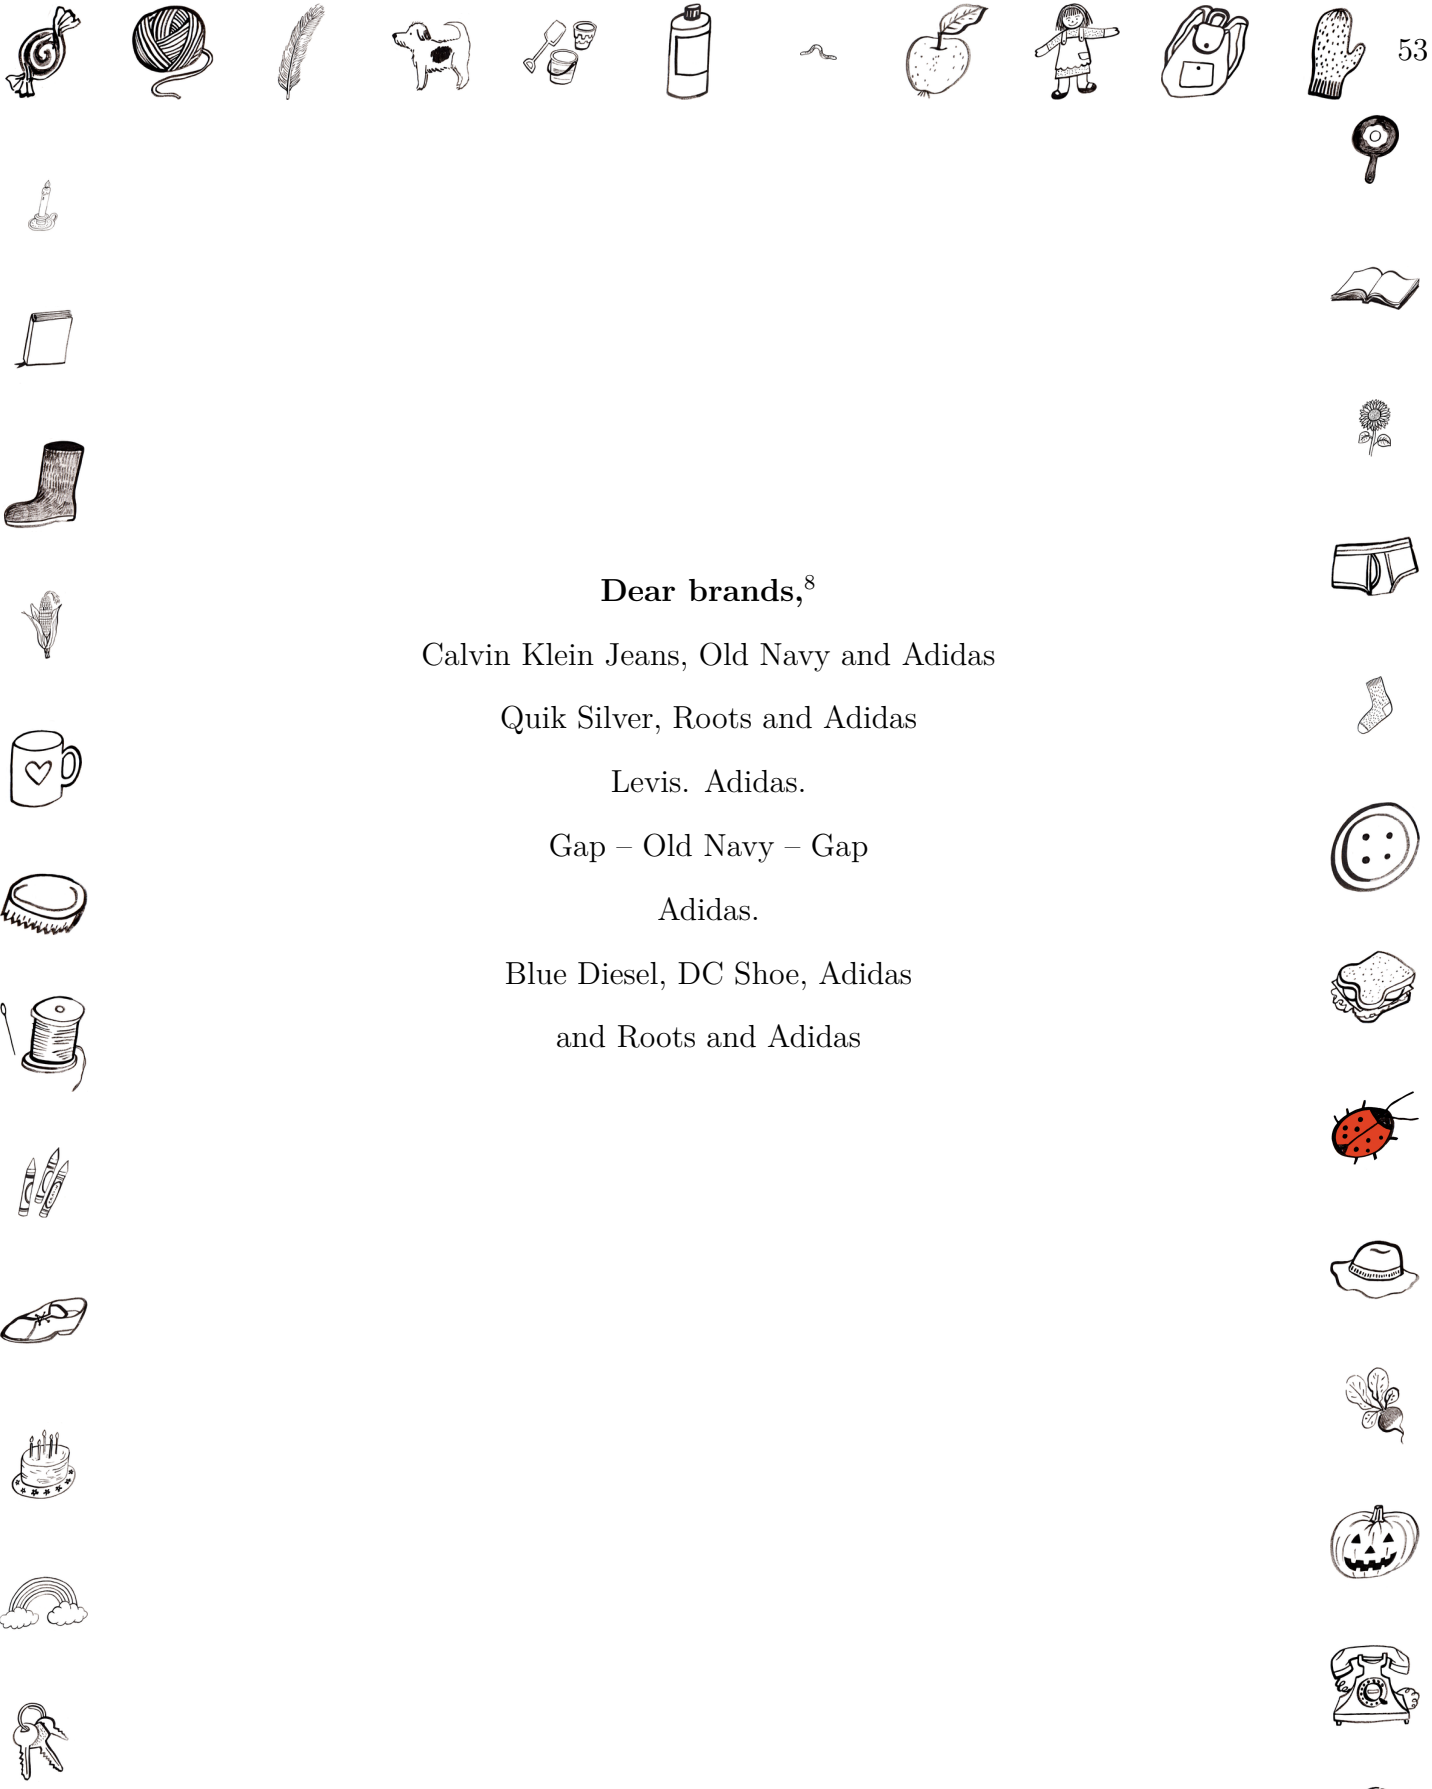 53
Dear brands,⁸
Calvin Klein Jeans, Old Navy and Adidas
Quik Silver, Roots and Adidas
Levis. Adidas.
Gap – Old Navy – Gap
Adidas.
Blue Diesel, DC Shoe, Adidas
and Roots and Adidas